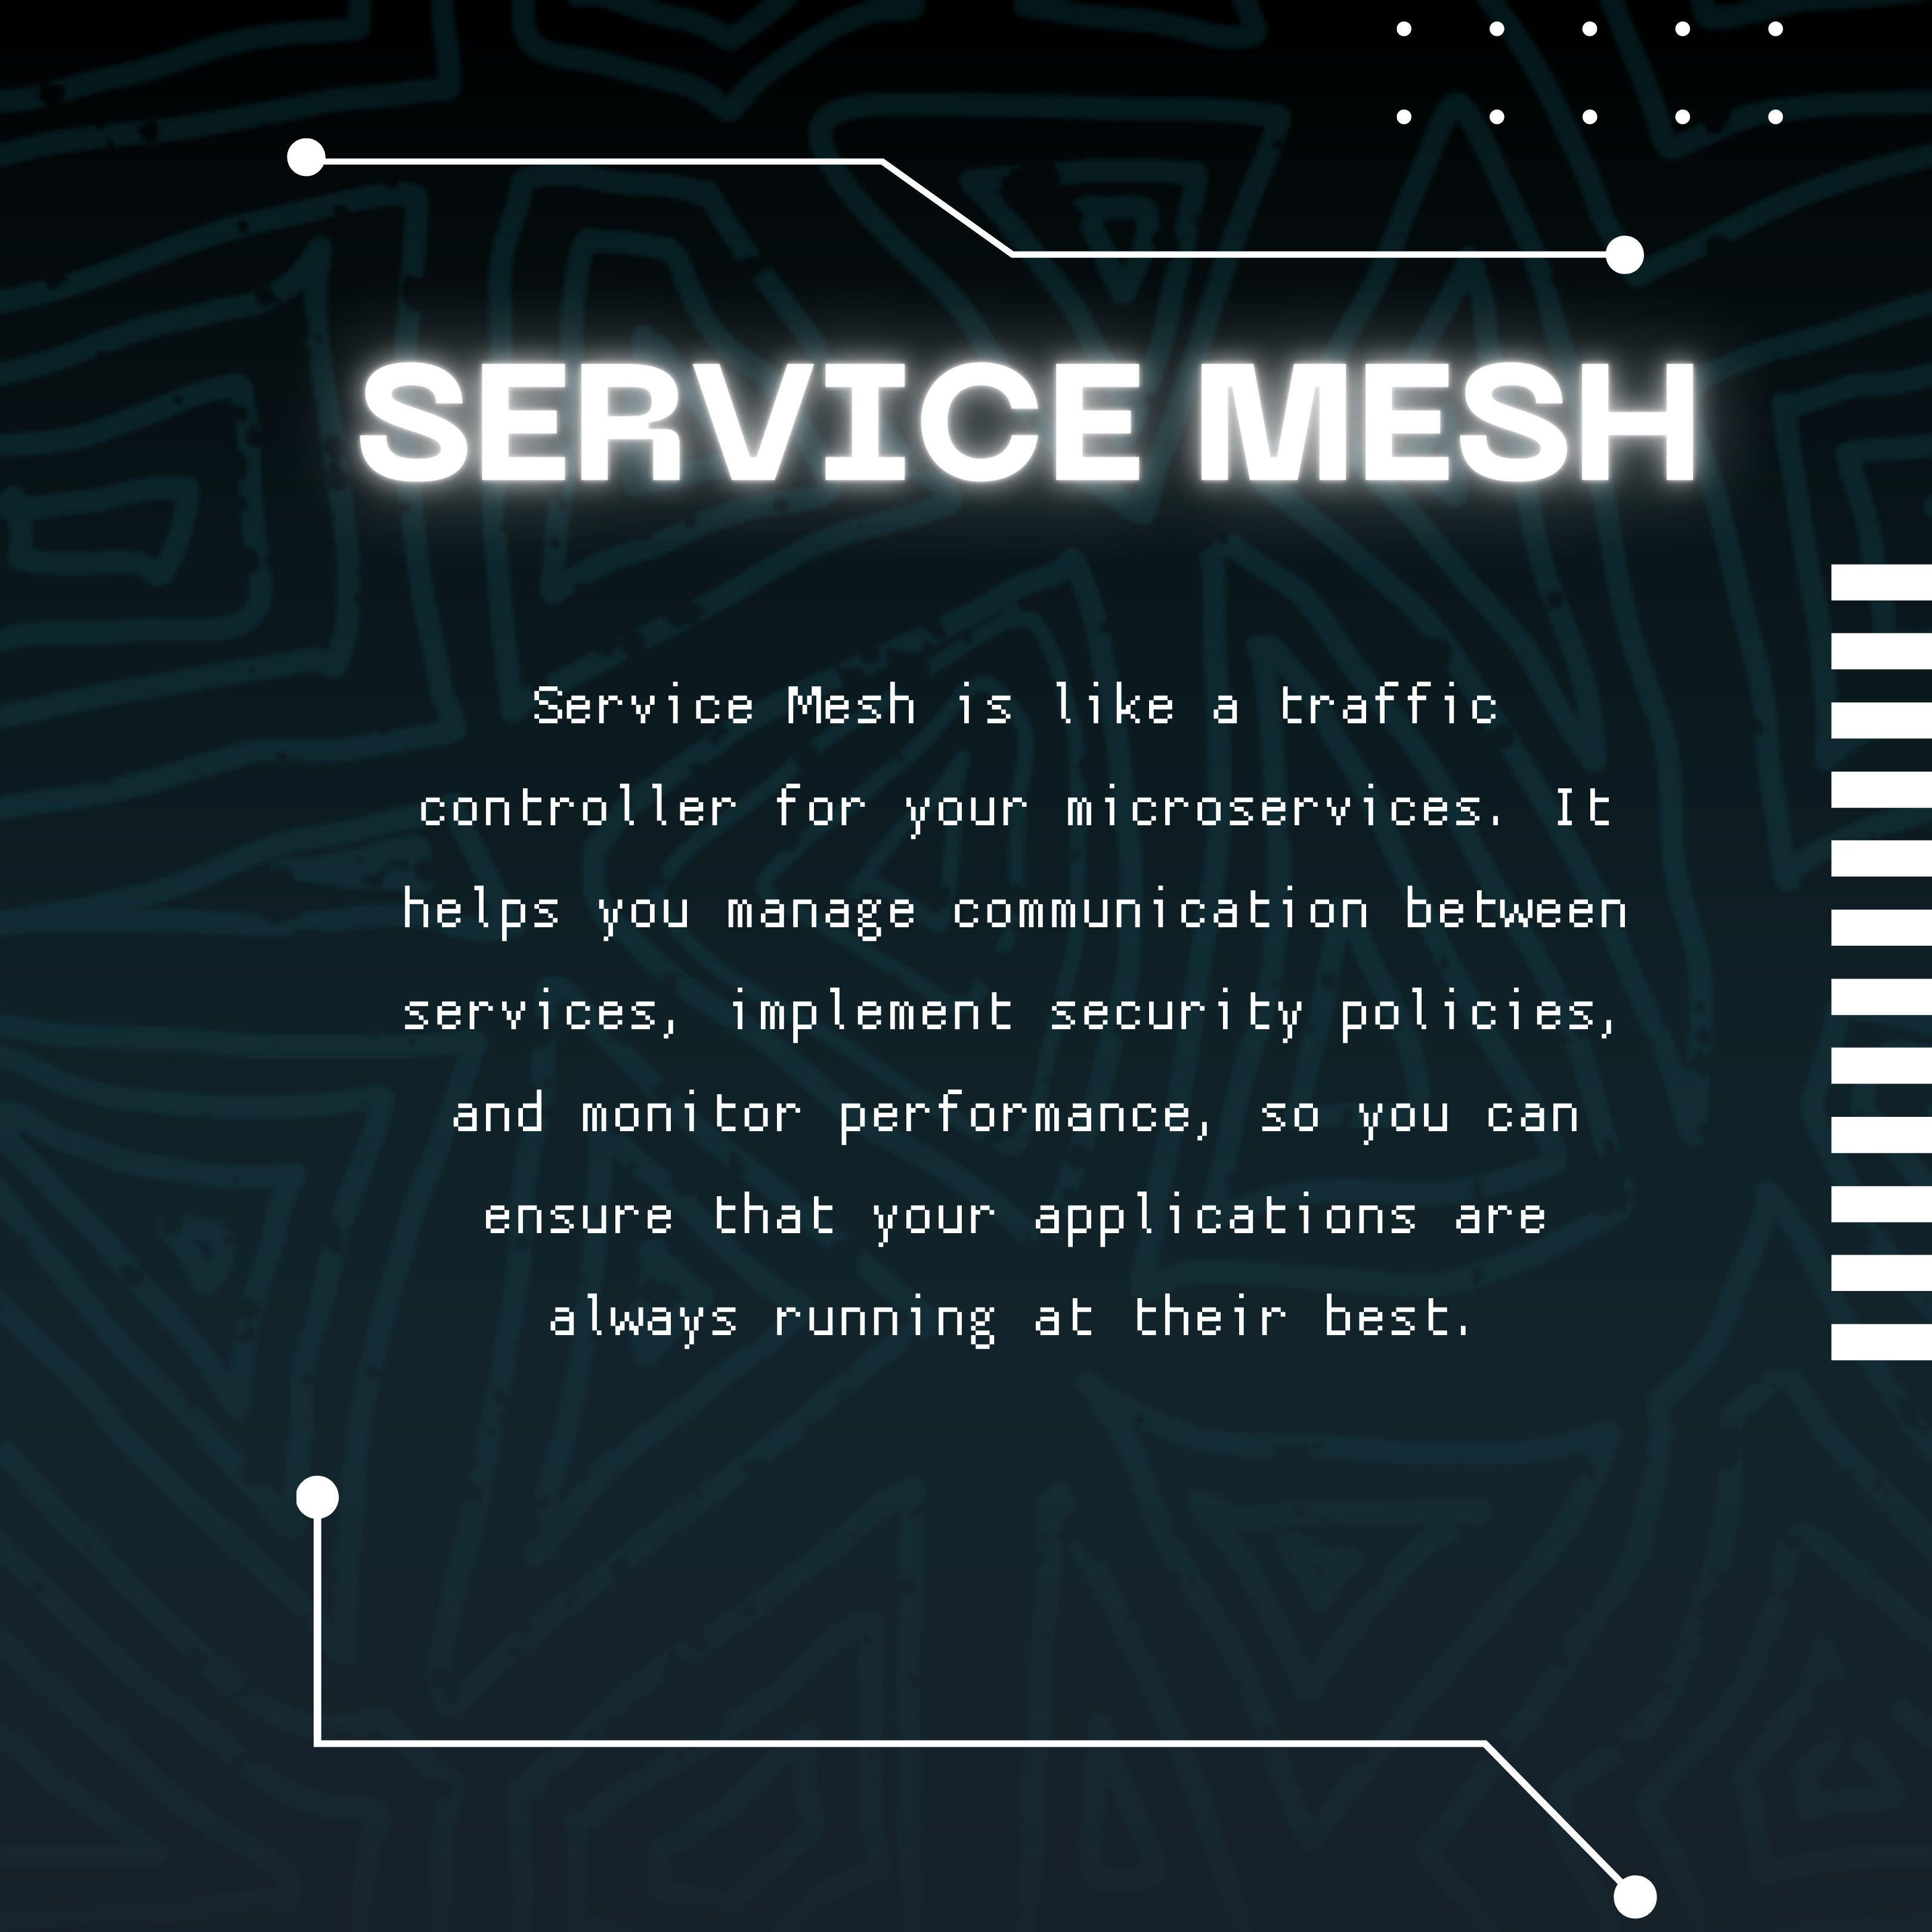 SERVICE MESH
Service Mesh is like a traffic
controller for your microservices. It
helps you manage communication between
services, implement security policies,
and monitor performance, so you can
ensure that your applications are
always running at their best.